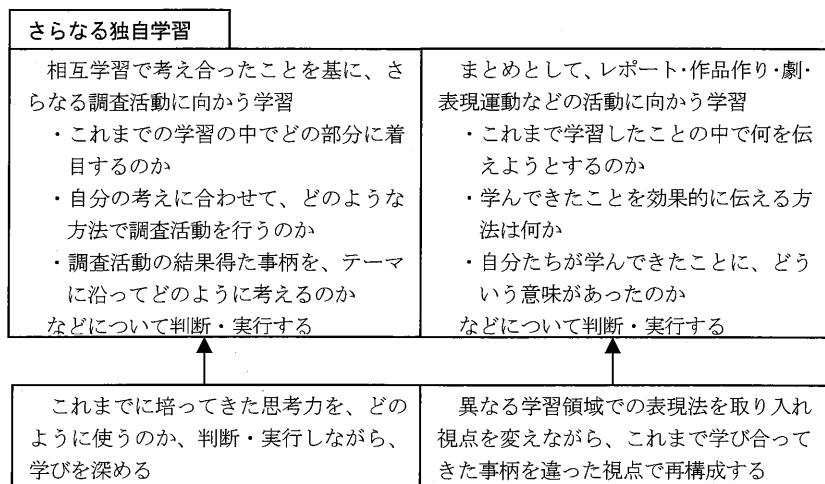 さらなる独自学習
相互学習で考え合ったことを基に、さ
らなる調査活動に向かう学習
・これまでの学習の中でどの部分に着
目するのか
・自分の考えに合わせて、どのような
方法で調査活動を行うのか
・調査活動の結果得た事柄を、テーマ
に沿ってどのように考えるのか
などについて判断・実行する
まとめとして、レポート・作品作り・劇・
表現運動などの活動に向かう学習
・これまで学習したことの中で何を伝
えようとするのか
・学んできたことを効果的に伝える方
法は何か
・自分たちが学んできたことに、どう
いう意味があったのか
などについて判断・実行する
これまでに培ってきた思考力を、どの
ように使うのか、判断・実行しながら、
学びを深める
異なる学習領域での表現法を取り入れ
視点を変えながら、これまで学び合って
きた事柄を違った視点で再構成する